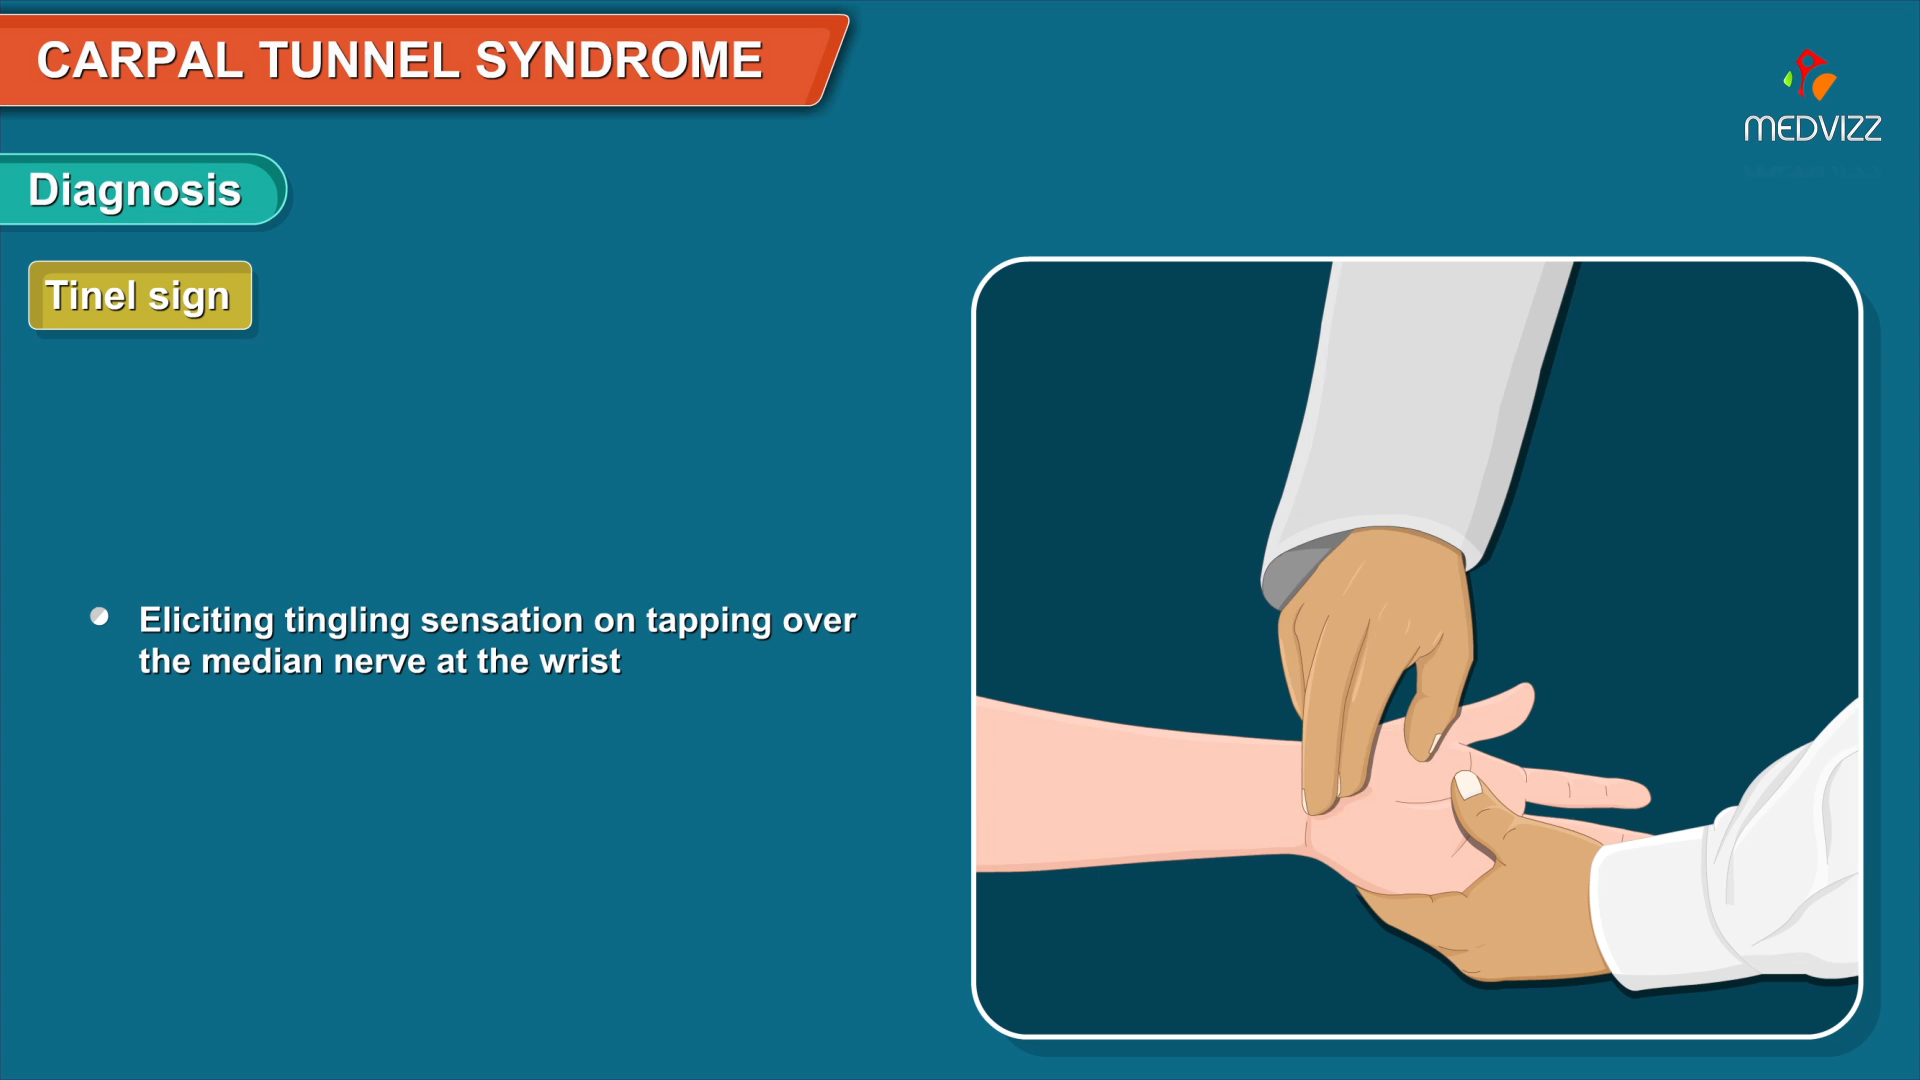 CARPAL TUNNEL SYNDROME
MEDVIZZ
Diagnosis
Tinel sign
Eliciting tingling sensation on tapping over
the median nerve at the wrist